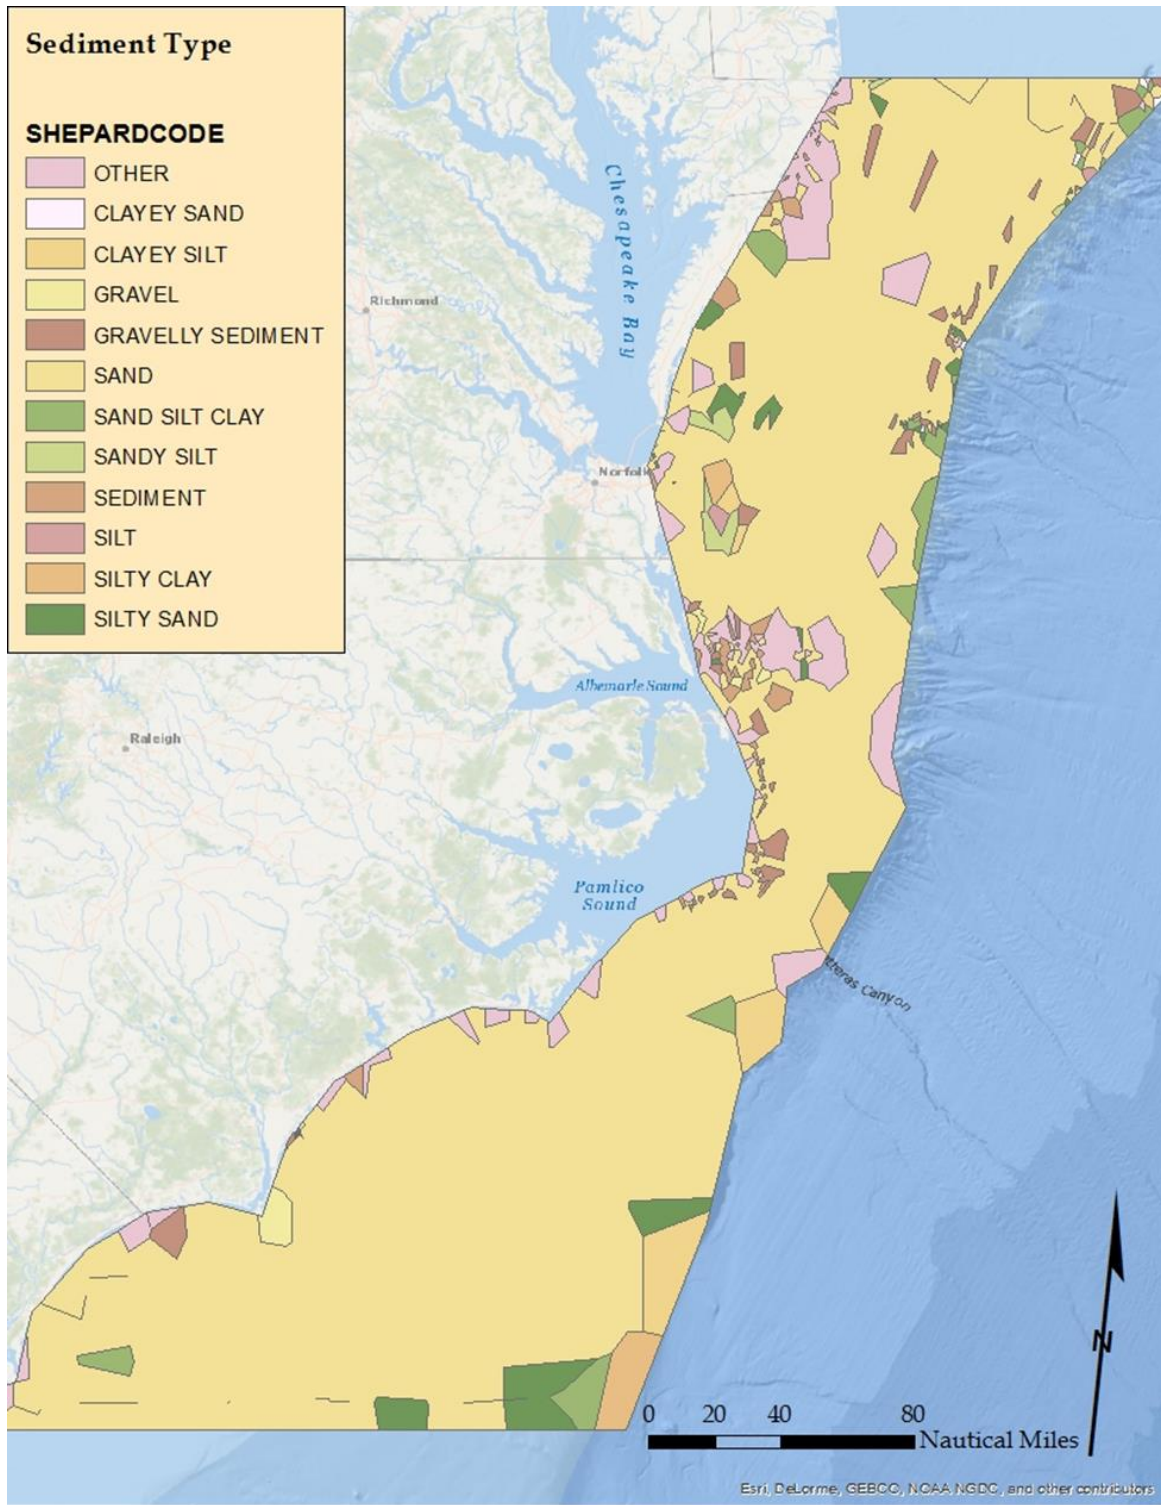 Sediment Type
SHEPARDCODE
OTHER
CLAYEY SAND
CLAYEY SILT
GRAVEL
GRAVELLY SEDIMENT
SAND
SAND SILT CLAY
SANDY SILT
SEDIMENT
SILT
SILTY CLAY
SILTY SAND
Chesapeake Bay
Richmond
Norfolk
Albemarle Sound
Raleigh
Pamlico
Sound
tteras Canyon
N
0 20 40 80
Nautical Miles
Esri, DeLorme, GEBCO, NOAA NGDC, and other contributors